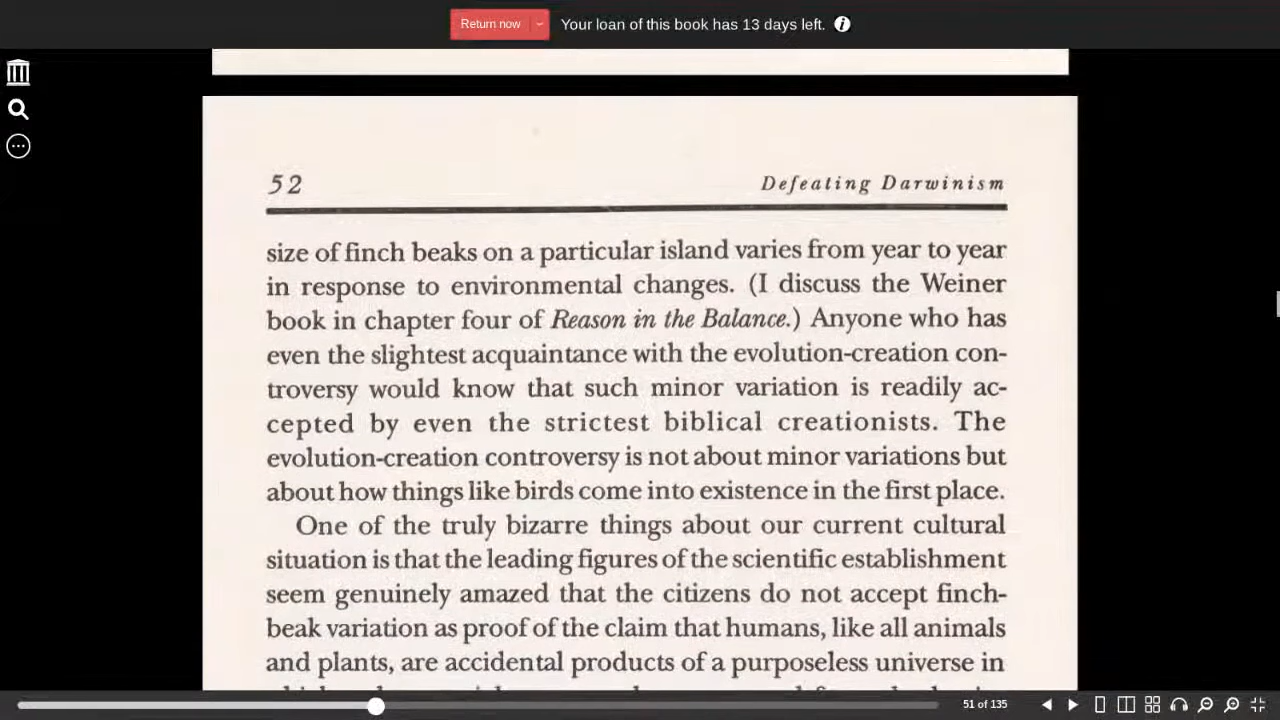 Return now
Your loan of this book has 13 days left.
52
Defeating Darwinism
size of finch beaks on a particular island varies from year to year
in response to environmental changes. (I discuss the Weiner
book in chapter four of Reason in the Balance.) Anyone who has
even the slightest acquaintance with the evolution-creation con-
troversy would know that such minor variation is readily ac-
cepted by even the strictest biblical creationists. The
evolution-creation controversy is not about minor variations but
about how things like birds come into existence in the first place.
One of the truly bizarre things about our current cultural
situation is that the leading figures of the scientific establishment
seem genuinely amazed that the citizens do not accept finch-
beak variation as proof of the claim that humans, like all animals
and plants, are accidental products of a purposeless universe in
51 of 135